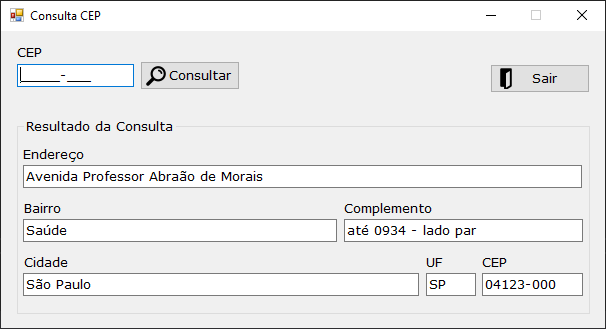 Consulta CEP
CEP
_____-___
Consultar
Sair
Resultado da Consulta
Endereço
Avenida Professor Abraão de Morais
Bairro
Complemento
Saúde
até 0934 - lado par
Cidade
UF
CEP
São Paulo
SP
04123-000